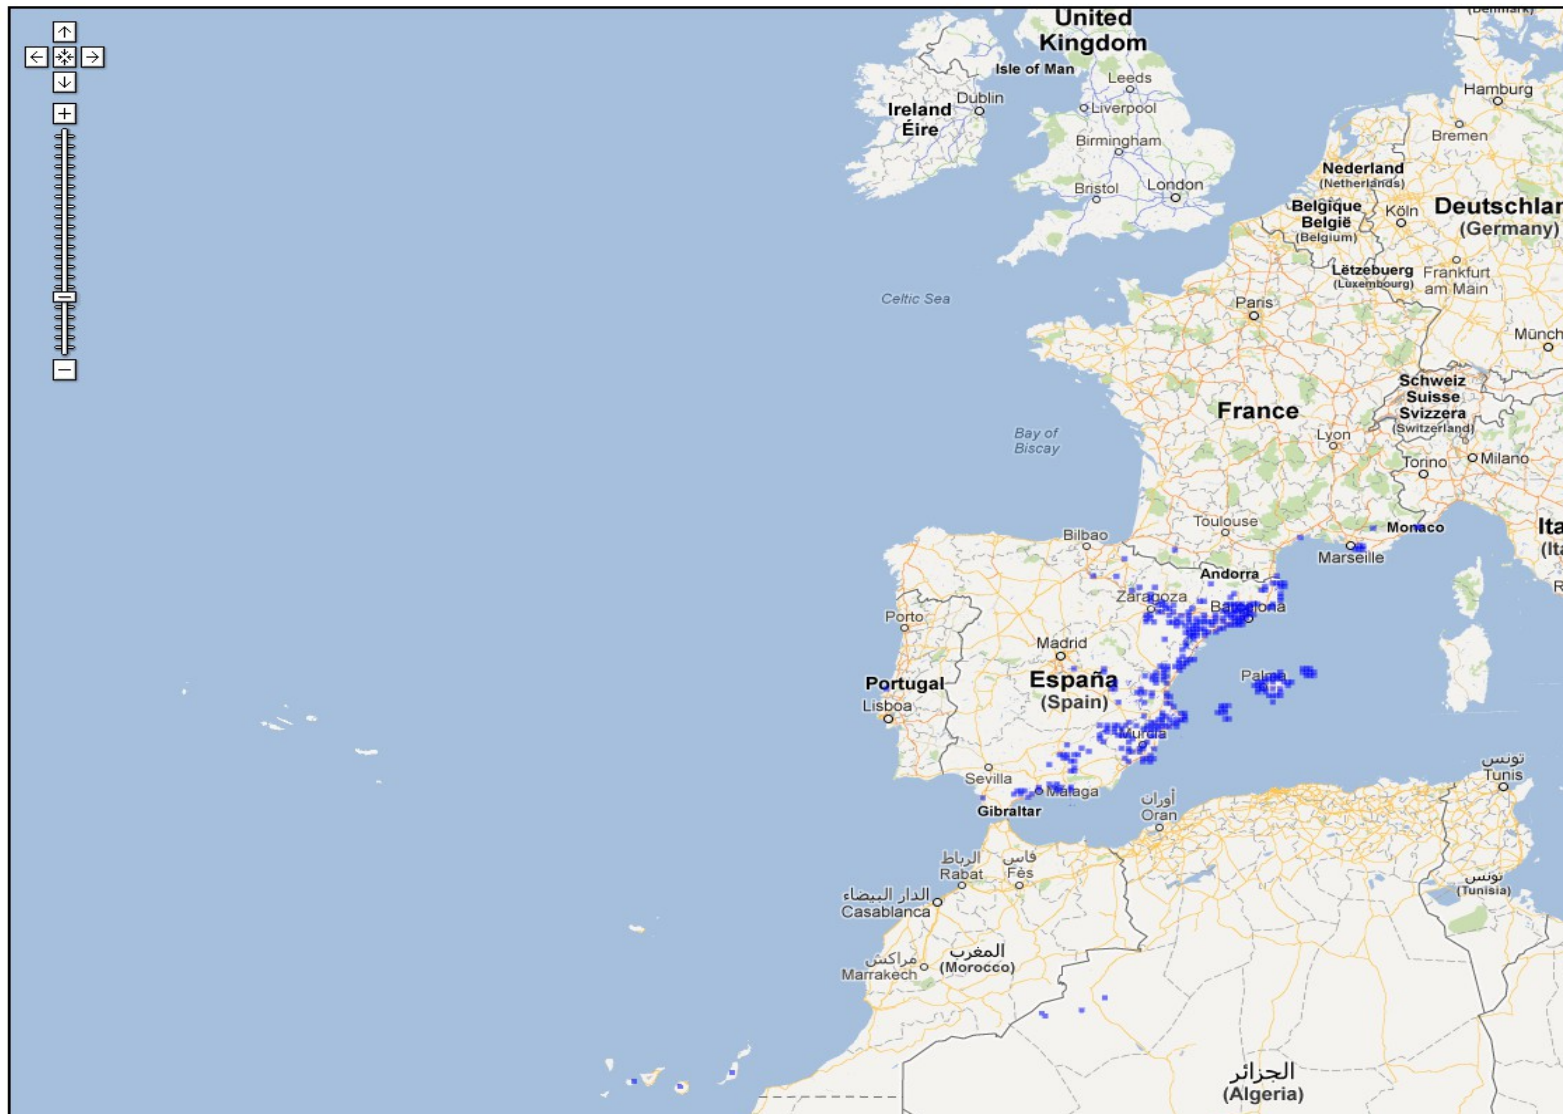 (Denmark)
United
Kingdom
Isle of Man
Leeds
Hamburg
Ireland
Éire
Dublin
Liverpool
Bremen
Birmingham
Nederland
(Netherlands)
Bristol
London
Belgique
België
(Belgium)
Köln
Deutschlan
(Germany)
Lëtzebuerg
(Luxembourg)
Frankfurt
am Main
Celtic Sea
Paris
Münch
Schweiz
Suisse
Svizzera
(Switzerland)
France
Bay of
Biscay
Lyon
Torino
Milano
Toulouse
Monaco
Ita
(Ita
Bilbao
Marseille
Andorra
R
Zaragoza
Barcelona
Porto
Madrid
Portugal
España
(Spain)
Palma
Lisboa
Murcia
Sevilla
Málaga
Gibraltar
تونس
Tunis
أوران
Oran
الرباط
Rabat
فاس
Fès
تونس
(Tunisia)
الدار البيضاء
Casablanca
مراكش
Marrakech
المغرب
(Morocco)
الجزائر
(Algeria)